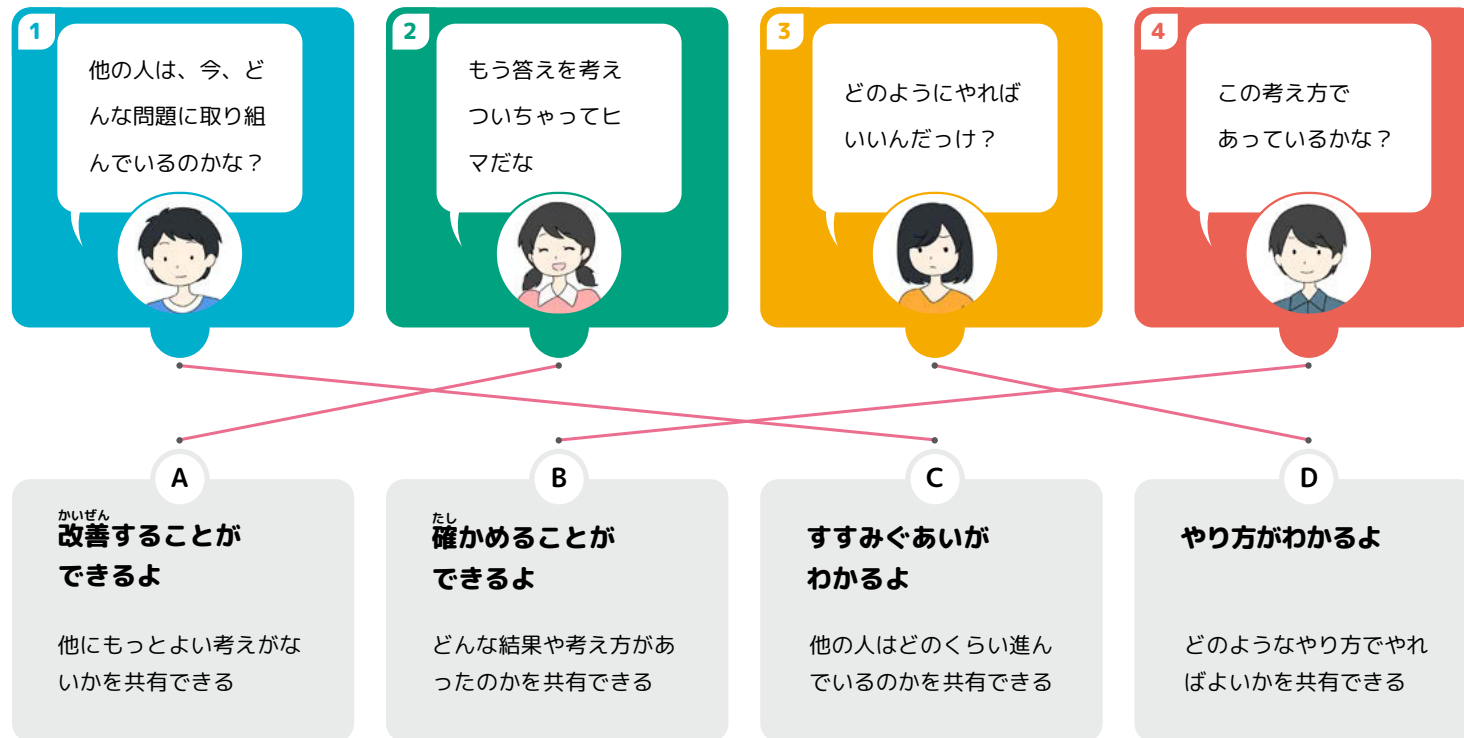 1
他の人は、今、ど
んな問題に取り組
んでいるのかな？
2
もう答えを考え
ついちゃってヒ
マだな
3
どのようにやれば
いいんだっけ？
4
この考え方で
あっているかな？
A
かいぜん
改善することが
できるよ
他にもっとよい考えがな
いかを共有できる
B
たし
確かめることが
できるよ
どんな結果や考え方があ
ったのかを共有できる
C
すすみぐあいが
わかるよ
他の人はどのくらい進ん
でいるのかを共有できる
D
やり方がわかるよ
どのようなやり方でやれ
ばよいかを共有できる